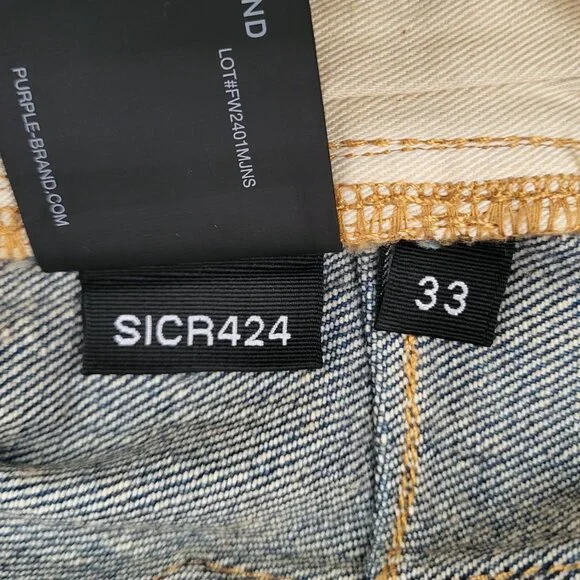 ND
LOT#FW2401MJNS
PURPLE-BRAND.COM
SICR424
33